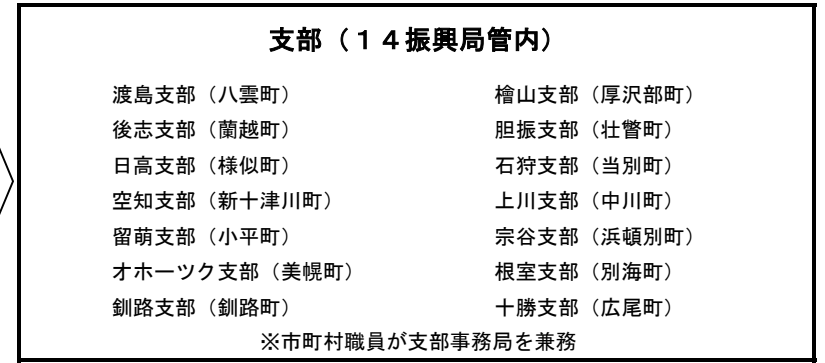 支部（１４振興局管内）
渡島支部（八雲町） 檜山支部（厚沢部町）
後志支部（蘭越町） 胆振支部（壮瞥町）
日高支部（様似町） 石狩支部（当別町）
空知支部（新十津川町） 上川支部（中川町）
留萌支部（小平町） 宗谷支部（浜頓別町）
オホーツク支部（美幌町） 根室支部（別海町）
釧路支部（釧路町） 十勝支部（広尾町）
※市町村職員が支部事務局を兼務